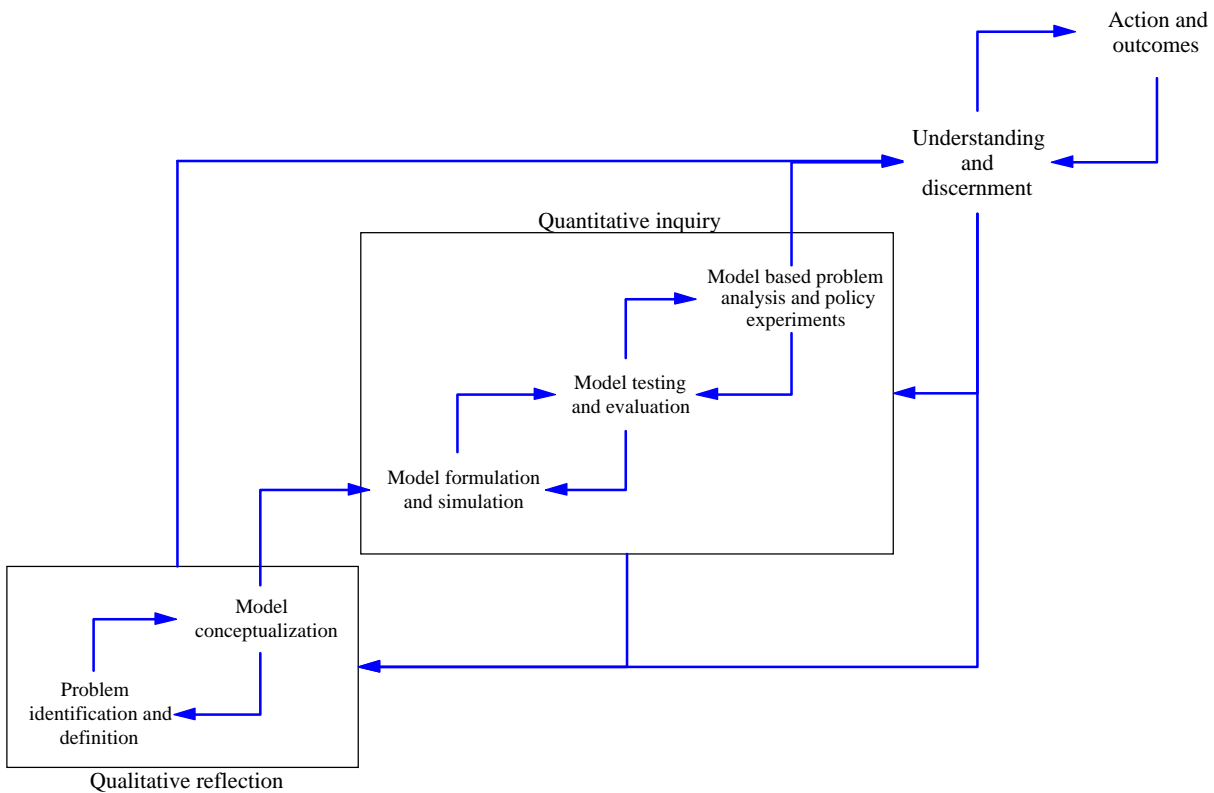 Action and
outcomes
Understanding
and
discernment
Quantitative inquiry
Model based problem
analysis and policy
experiments
Model testing
and evaluation
Model formulation
and simulation
Model
conceptualization
Problem
identification and
definition
Qualitative reflection